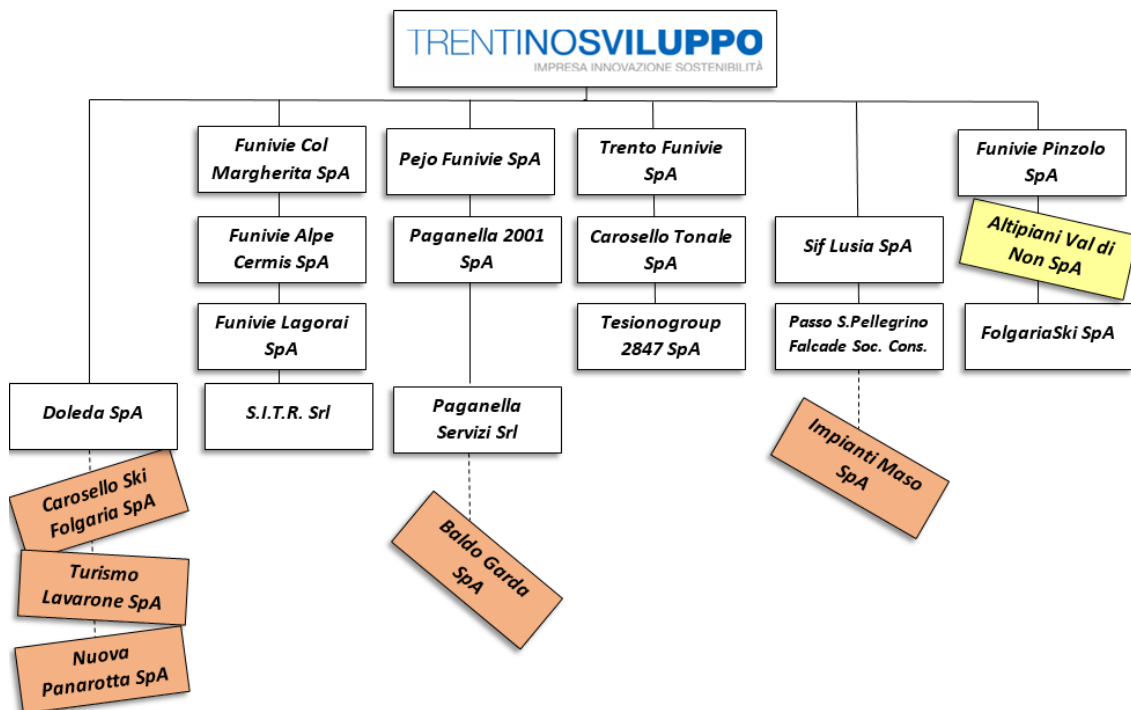 TRENTINOSVILUPPO
IMPRESA INNOVAZIONE SOSTENIBILITÀ
Funivie Col
Margherita SpA
Pejo Funivie SpA
Trento Funivie
SpA
Funivie Pinzolo
SpA
Funivie Alpe
Cermis SpA
Paganella 2001
SpA
Carosello Tonale
SpA
Sif Lusia SpA
Altipiani Val di
Non SpA
Funivie Lagorai
SpA
Tesionogroup
2847 SpA
Passo S.Pellegrino
Falcade Soc. Cons.
FolgariaSki SpA
Doleda SpA
S.I.T.R. Srl
Paganella
Servizi Srl
Impianti Maso
SpA
Carosello Ski
Folgaria SpA
Baldo Garda
SpA
Turismo
Lavarone SpA
Nuova
Panarotta SpA